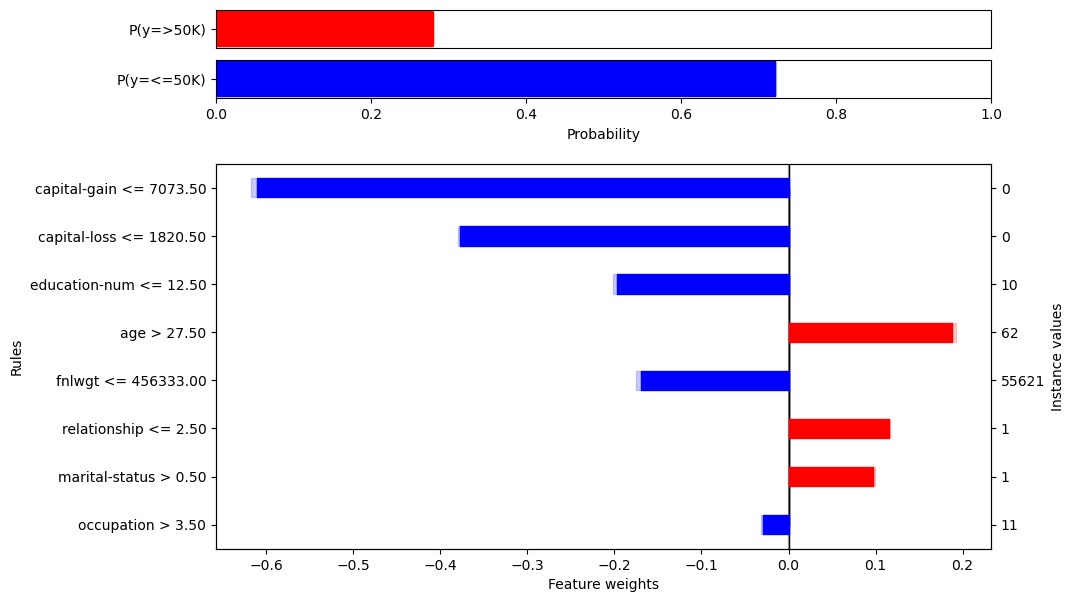 P(y=>50K)
P(y=<=50K)
0.0 0.2 0.4 0.6 0.8 1.0
Probability
capital-gain <= 7073.50 0
capital-loss <= 1820.50 0
education-num <= 12.50 10
age > 27.50 62
fnlwgt <= 456333.00 55621
relationship <= 2.50 1
marital-status > 0.50 1
occupation > 3.50 11
Rules
Instance values
−0.6 −0.5 −0.4 −0.3 −0.2 −0.1 0.0 0.1 0.2
Feature weights